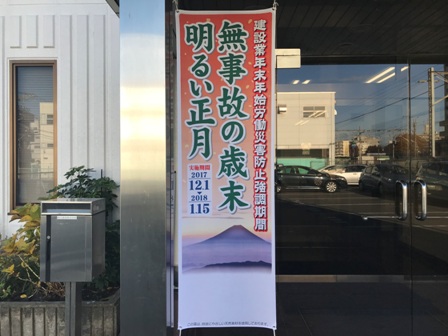 建設業年末年始労働災害防止強調期間
無事故の歳末
明るい正月
実施期間
2017
12.1
2018
1.15